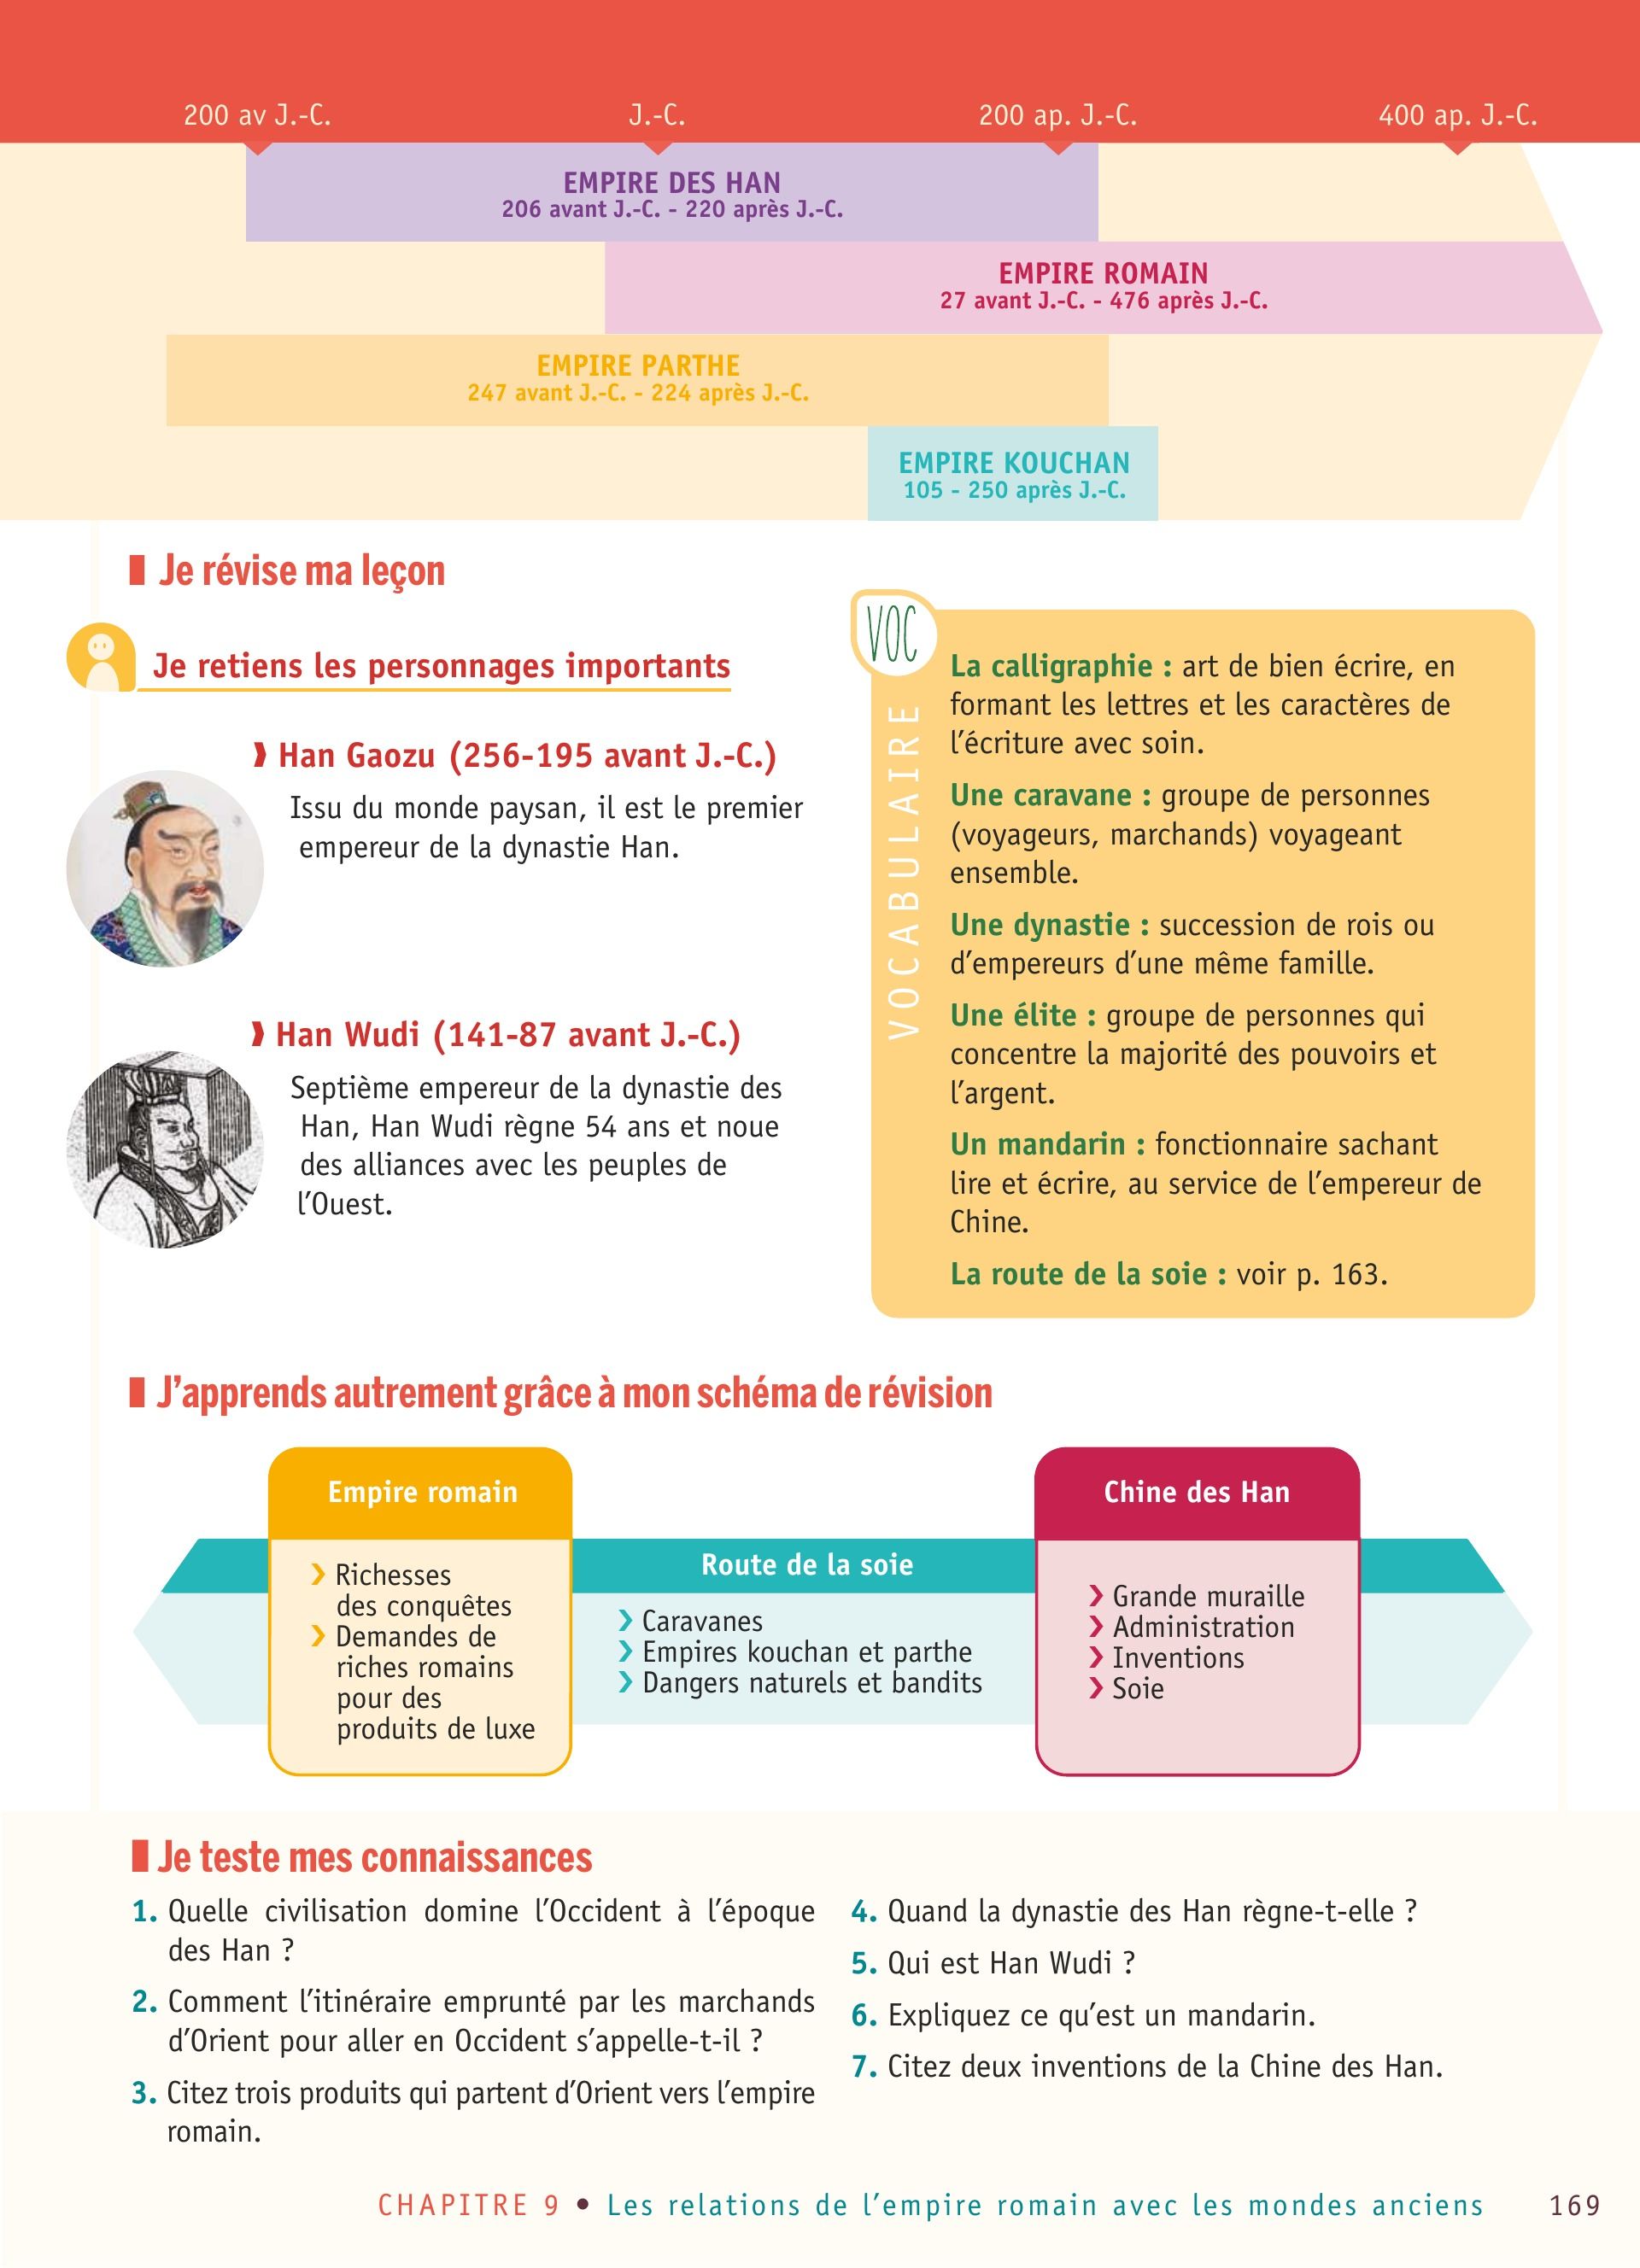 200 av J.-C.
J.-C.
200 ap. J.-C.
400 ap. J.-C.
EMPIRE DES HAN
206 avant J.-C. - 220 après J.-C.
EMPIRE ROMAIN
27 avant J.-C. - 476 après J.-C.
EMPIRE PARTHE
247 avant J.-C. - 224 après J.-C.
EMPIRE KOUCHAN
105 - 250 après J.-C.
Je révise ma leçon
Je retiens les personnages importants
Han Gaozu (256-195 avant J.-C.)
Issu du monde paysan, il est le premier
empereur de la dynastie Han.
Han Wudi (141-87 avant J.-C.)
Septième empereur de la dynastie des
Han, Han Wudi règne 54 ans et noue
des alliances avec les peuples de
l’Ouest.
VOC
VOCABULAIRE
La calligraphie : art de bien écrire, en
formant les lettres et les caractères de
l’écriture avec soin.
Une caravane : groupe de personnes
(voyageurs, marchands) voyageant
ensemble.
Une dynastie : succession de rois ou
d’empereurs d’une même famille.
Une élite : groupe de personnes qui
concentre la majorité des pouvoirs et
l’argent.
Un mandarin : fonctionnaire sachant
lire et écrire, au service de l’empereur de
Chine.
La route de la soie : voir p. 163.
J’apprends autrement grâce à mon schéma de révision
Empire romain
Richesses
des conquêtes
Demandes de
riches romains
pour des
produits de luxe
Route de la soie
Caravanes
Empires kouchan et parthe
Dangers naturels et bandits
Chine des Han
Grande muraille
Administration
Inventions
Soie
Je teste mes connaissances
1. Quelle civilisation domine l’Occident à l’époque
des Han ?
2. Comment l’itinéraire emprunté par les marchands
d’Orient pour aller en Occident s’appelle-t-il ?
3. Citez trois produits qui partent d’Orient vers l’empire
romain.
4. Quand la dynastie des Han règne-t-elle ?
5. Qui est Han Wudi ?
6. Expliquez ce qu’est un mandarin.
7. Citez deux inventions de la Chine des Han.
CHAPITRE 9 • Les relations de l’empire romain avec les mondes anciens 169